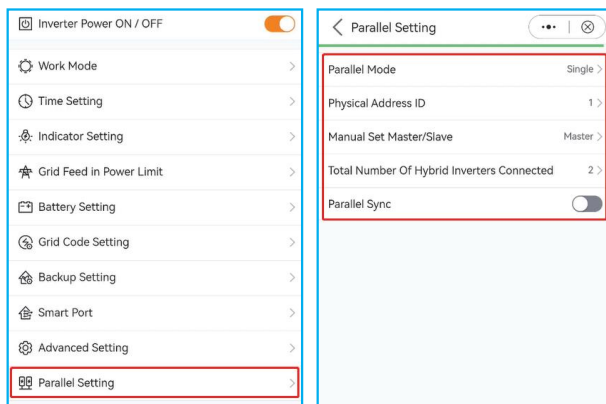 Inverter Power ON / OFF
Work Mode
Time Setting
Indicator Setting
Grid Feed in Power Limit
Battery Setting
Grid Code Setting
Backup Setting
Smart Port
Advanced Setting
Parallel Setting
Parallel Setting
Parallel Mode Single
Physical Address ID 1
Manual Set Master/Slave Master
Total Number Of Hybrid Inverters Connected 2
Parallel Sync